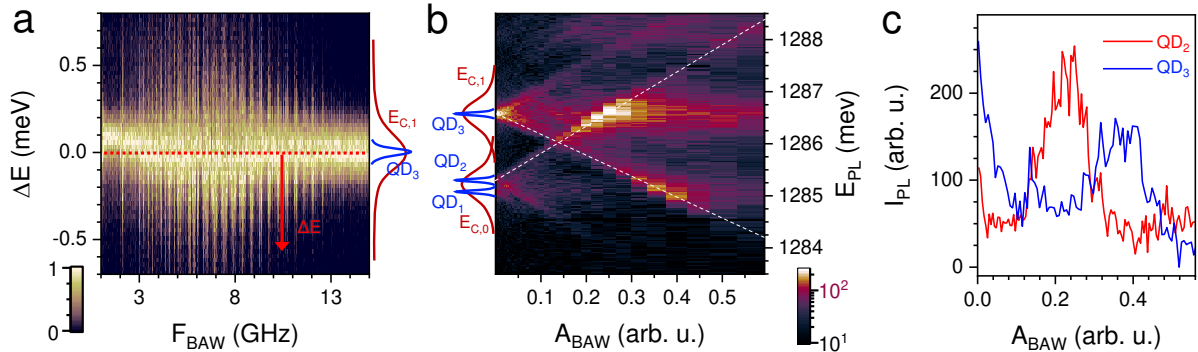 a
ΔE (meV)
0.5
0.0
-0.5
1
0
3
8
13
F_BAW (GHz)
ΔE
E_C,1
QD_3
b
E_C,1
QD_3
QD_2
QD_1
E_C,0
0.1
0.2
0.3
0.4
0.5
A_BAW (arb. u.)
1288
1287
1286
1285
1284
E_PL (mev)
10^2
10^1
c
I_PL (arb. u.)
200
100
0
0.0
0.2
0.4
A_BAW (arb. u.)
QD_2
QD_3